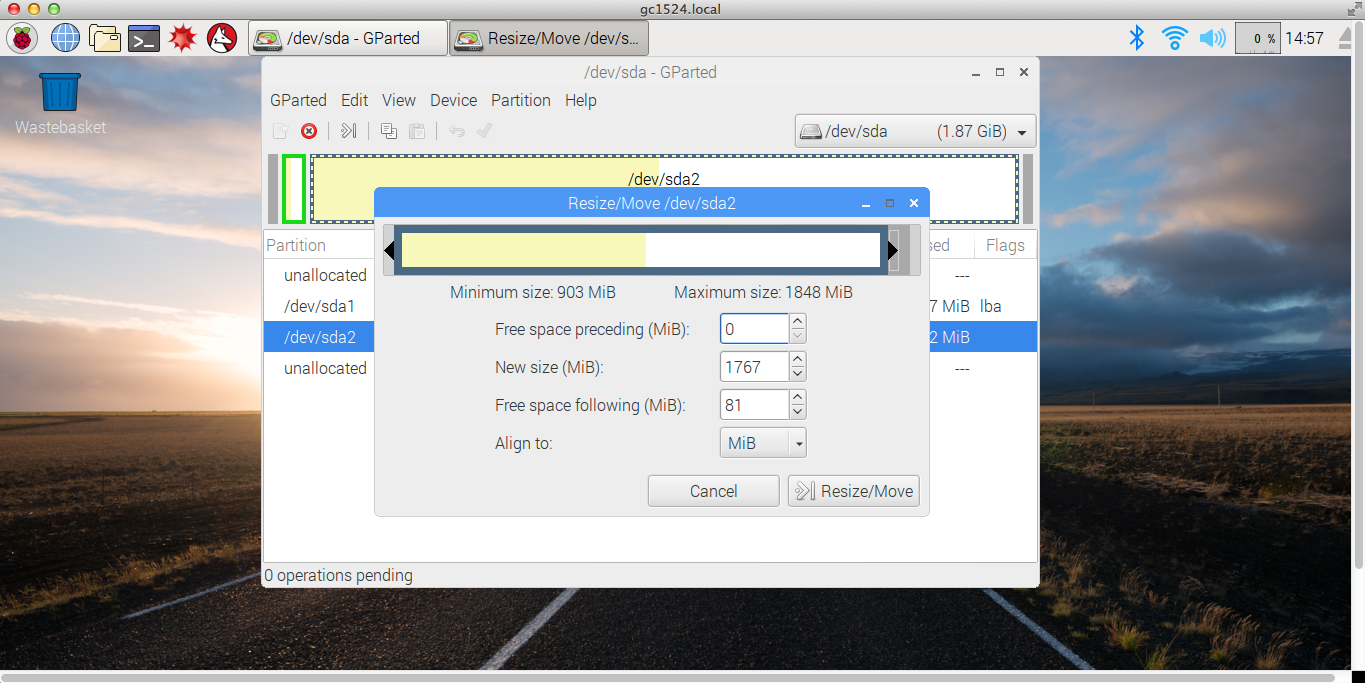 gc1524.local
/dev/sda - GParted
Resize/Move /dev/s...
0 %
14:57
Wastebasket
/dev/sda - GParted
GParted Edit View Device Partition Help
/dev/sda (1.87 GiB)
/dev/sda2
Resize/Move /dev/sda2
Partition
sed Flags
unallocated ---
/dev/sda1 7 MiB lba
/dev/sda2 2 MiB
unallocated ---
Minimum size: 903 MiB Maximum size: 1848 MiB
Free space preceding (MiB): 0
New size (MiB): 1767
Free space following (MiB): 81
Align to: MiB
Cancel Resize/Move
0 operations pending